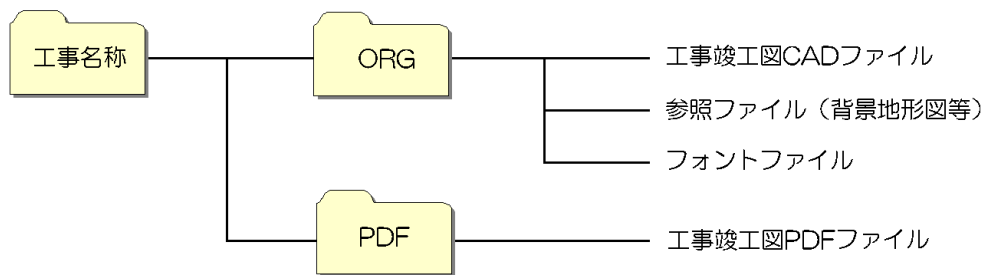 工事名称
ORG
工事竣工図CADファイル
参照ファイル（背景地形図等）
フォントファイル
PDF
工事竣工図PDFファイル